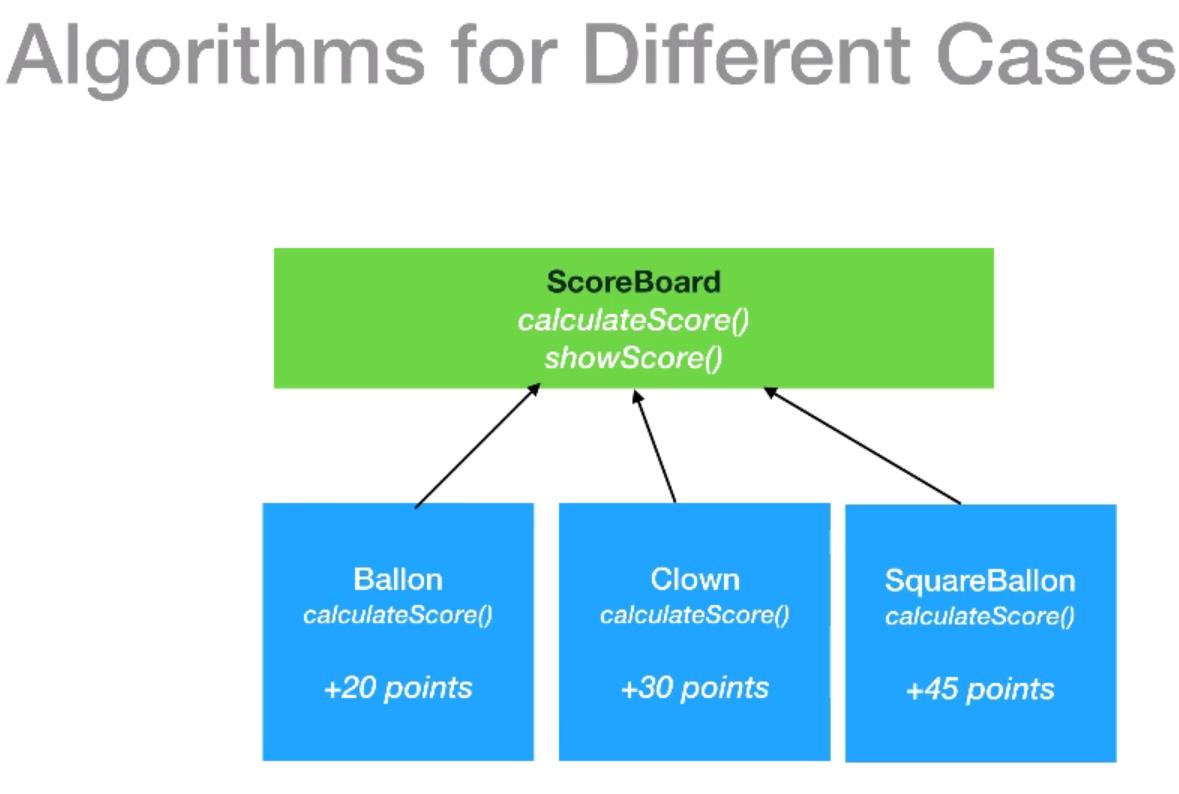 Algorithms for Different Cases
ScoreBoard
calculateScore()
showScore()
Ballon
calculateScore()
+20 points
Clown
calculateScore()
+30 points
SquareBallon
calculateScore()
+45 points